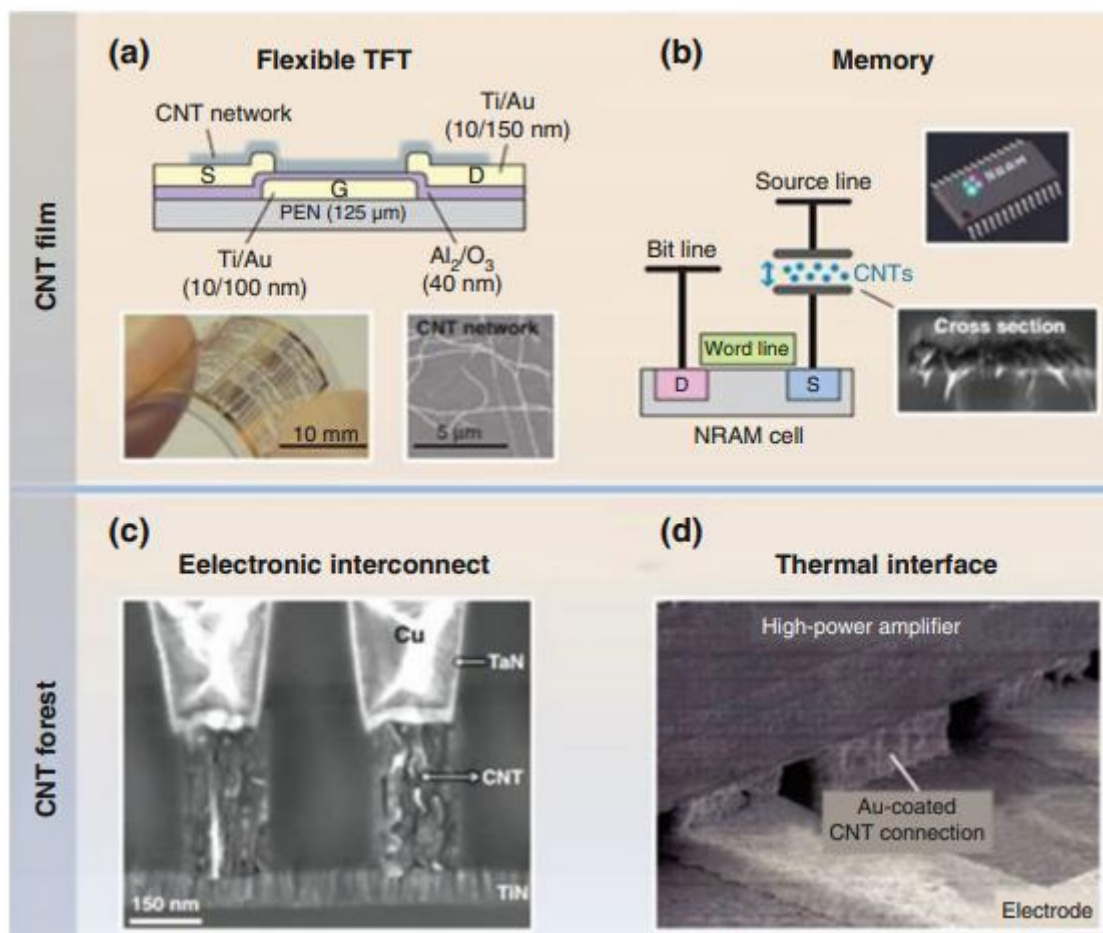 CNT film
(a)
Flexible TFT
CNT network
Ti/Au
(10/150 nm)
S
G
D
PEN (125 μm)
Ti/Au
(10/100 nm)
Al2/O3
(40 nm)
10 mm
CNT network
5 μm
(b)
Memory
Source line
NRAM
Bit line
CNTs
Cross section
Word line
D
S
NRAM cell
CNT forest
(c)
Eelectronic interconnect
Cu
TaN
CNT
TiN
150 nm
(d)
Thermal interface
High-power amplifier
Au-coated
CNT connection
Electrode